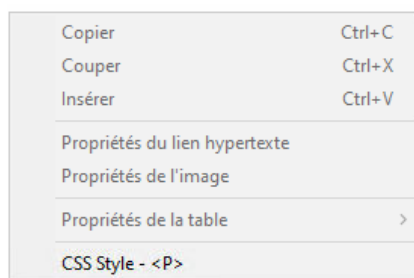 Copier Ctrl+C
Couper Ctrl+X
Insérer Ctrl+V
Propriétés du lien hypertexte
Propriétés de l'image
Propriétés de la table >
CSS Style - <P>